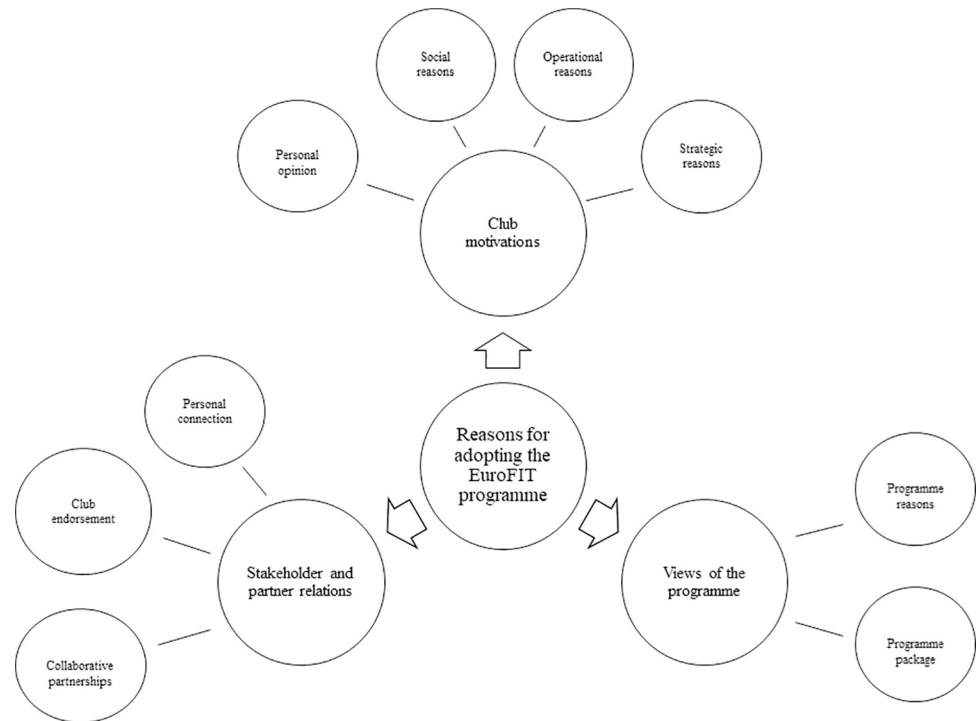 Social
reasons
Operational
reasons
Personal
opinion
Strategic
reasons
Club
motivations
Personal
connection
Reasons for
adopting the
EuroFIT
programme
Club
endorsement
Programme
reasons
Stakeholder and
partner relations
Views of the
programme
Collaborative
partnerships
Programme
package